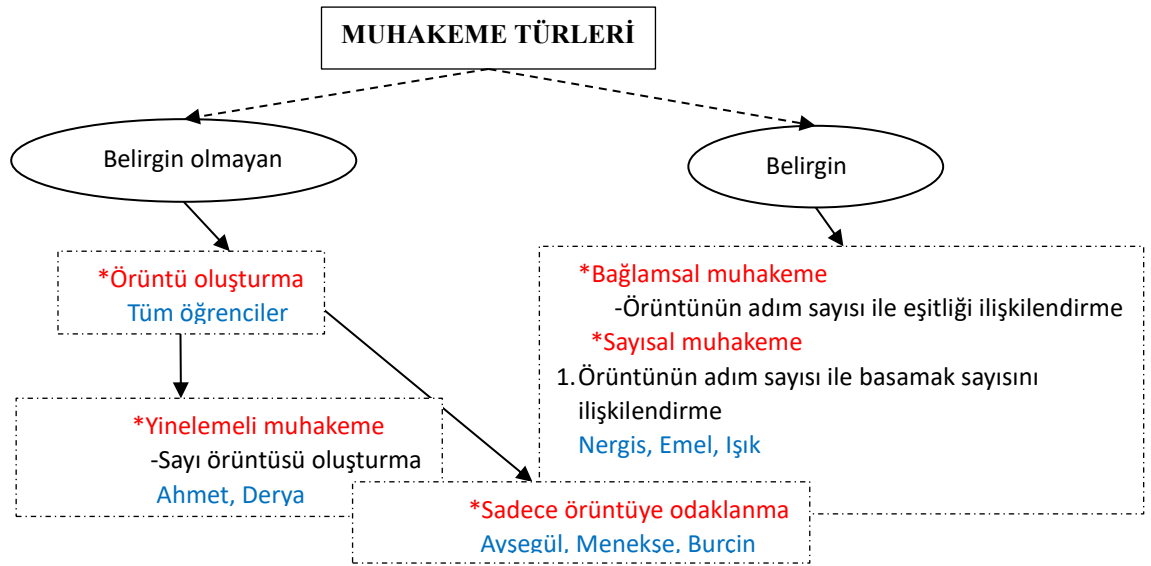 MUHAKEME TÜRLERİ
Belirgin olmayan
Belirgin
*Örüntü oluşturma
Tüm öğrenciler
*Bağlamsal muhakeme
-Örüntünün adım sayısı ile eşitliği ilişkilendirme
*Sayısal muhakeme
1.Örüntünün adım sayısı ile basamak sayısını
ilişkilendirme
Nergis, Emel, Işık
*Yinelemeli muhakeme
-Sayı örüntüsü oluşturma
Ahmet, Derya
*Sadece örüntüye odaklanma
Ayşegül, Menekşe, Burçin